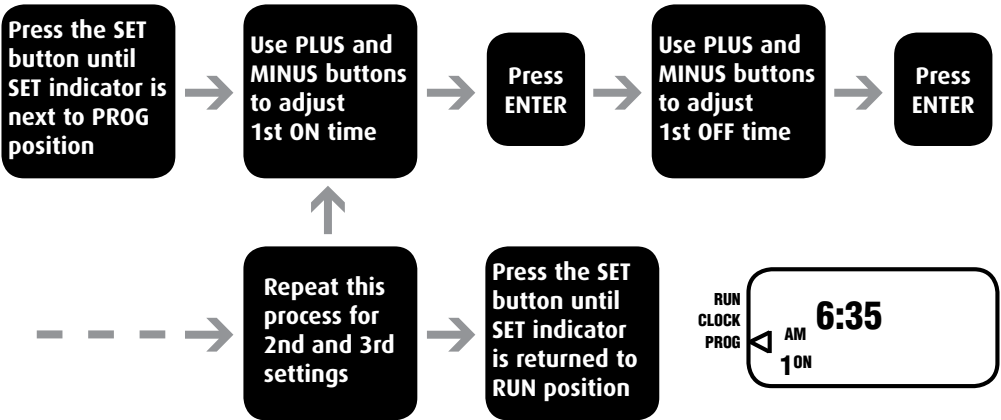 Press the SET
button until
SET indicator is
next to PROG
position
Use PLUS and
MINUS buttons
to adjust
1st ON time
Press
ENTER
Use PLUS and
MINUS buttons
to adjust
1st OFF time
Press
ENTER
Repeat this
process for
2nd and 3rd
settings
Press the SET
button until
SET indicator
is returned to
RUN position
RUN
CLOCK
PROG
AM 6:35
1 ON